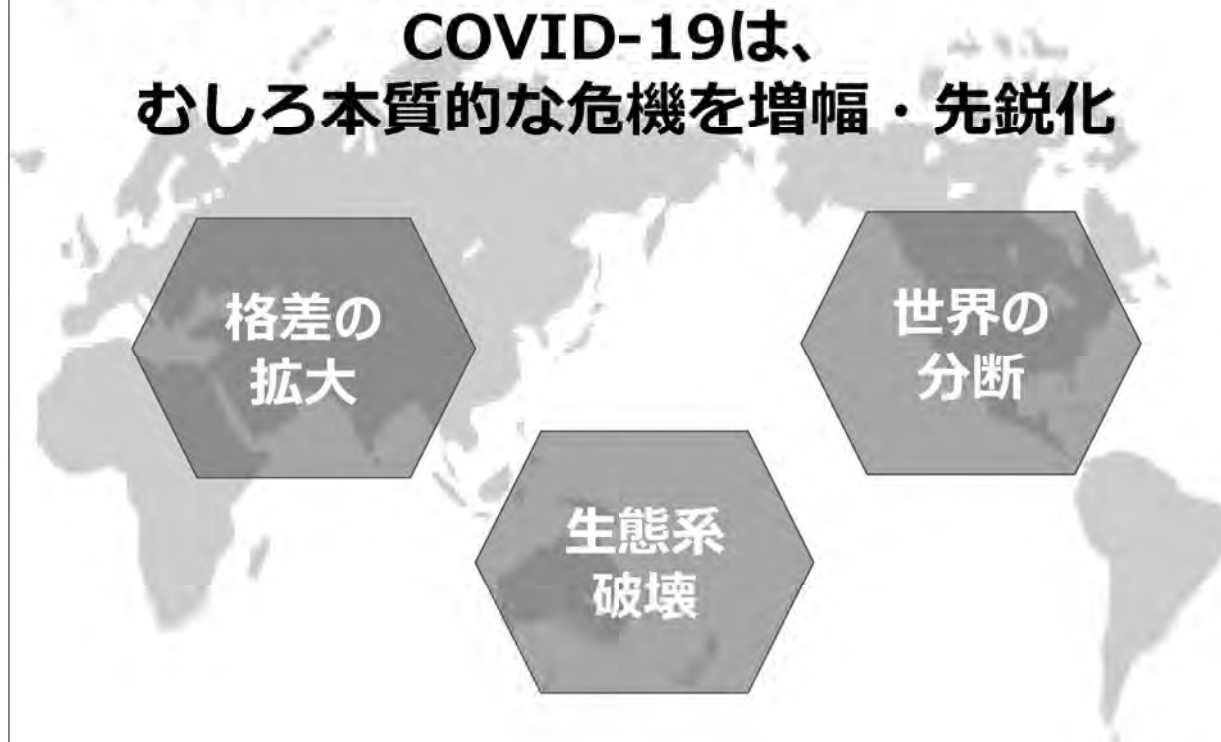 COVID-19は、
むしろ本質的な危機を増幅・先鋭化
格差の
拡大
世界の
分断
生態系
破壊